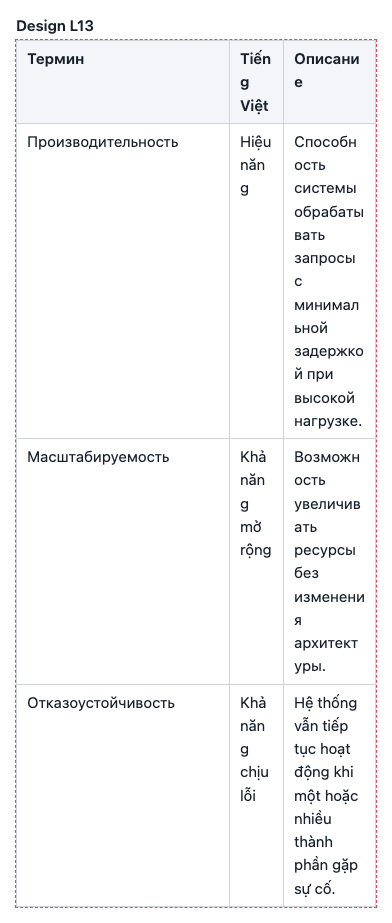 Design L13
Термин
Tiến
g
Việt
Описани
е
Производительность
Hiệu
năn
g
Способн
ость
системы
обрабаты
вать
запросы
с
минимал
ьной
задержко
й при
высокой
нагрузке.
Масштабируемость
Khả
năn
g
mở
rộng
Возможн
ость
увеличив
ать
ресурсы
без
изменени
я
архитект
уры.
Отказоустойчивость
Khả
năn
g
chịu
lỗi
Hệ thống
vẫn tiếp
tục hoạt
động khi
một hoặc
nhiều
thành
phần gặp
sự cố.